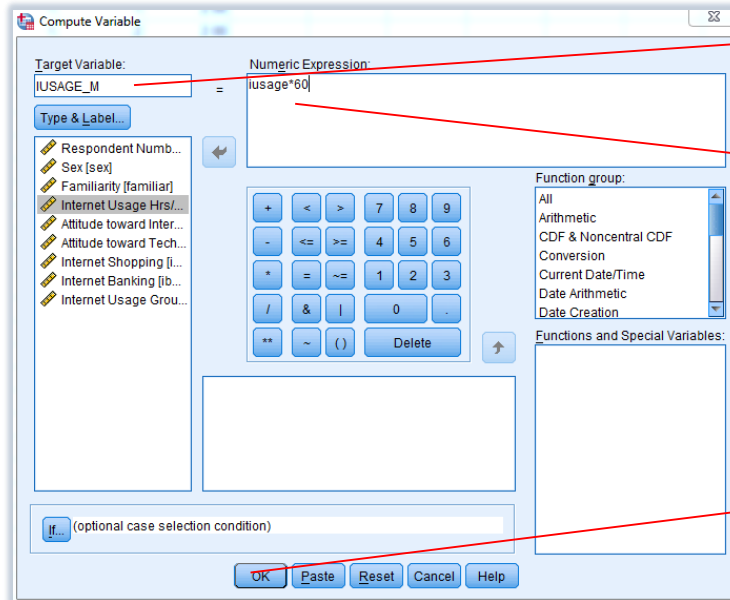 Compute Variable
Target Variable:
IUSAGE_M
=
Numeric Expression:
iusage*60
Type & Label...
Respondent Numb...
Sex [sex]
Familiarity [familiar]
Internet Usage Hrs/...
Attitude toward Inter...
Attitude toward Tech...
Internet Shopping [i...
Internet Banking [ib...
Internet Usage Grou...
+ < > 7 8 9
- <= >= 4 5 6
* = ~= 1 2 3
/ & | 0 .
** ~ ( ) Delete
Function group:
All
Arithmetic
CDF & Noncentral CDF
Conversion
Current Date/Time
Date Arithmetic
Date Creation
Functions and Special Variables:
If... (optional case selection condition)
OK Paste Reset Cancel Help